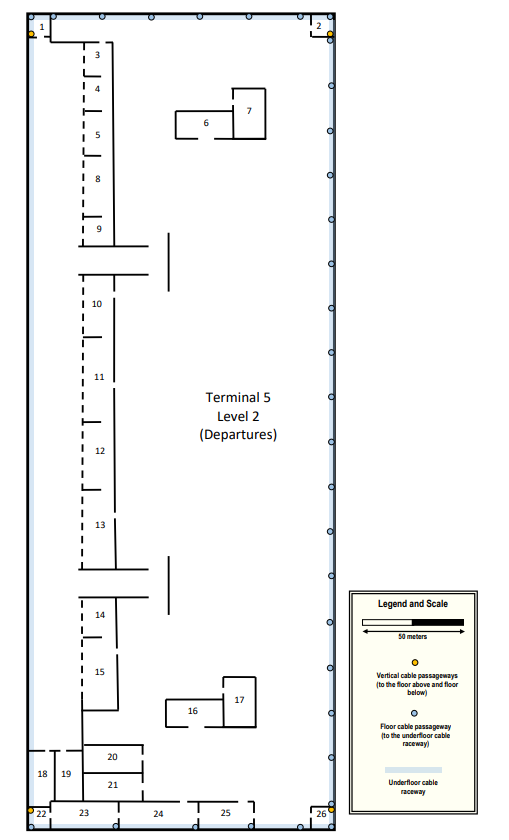 1
2
3
4
7
6
5
8
9
10
11
Terminal 5
Level 2
(Departures)
12
13
14
15
17
16
20
18
19
21
22
23
24
25
26
Legend and Scale
50 meters
Vertical cable passageways
(to the floor above and floor
below)
Floor cable passageway
(to the underfloor cable
raceway)
Underfloor cable
raceway